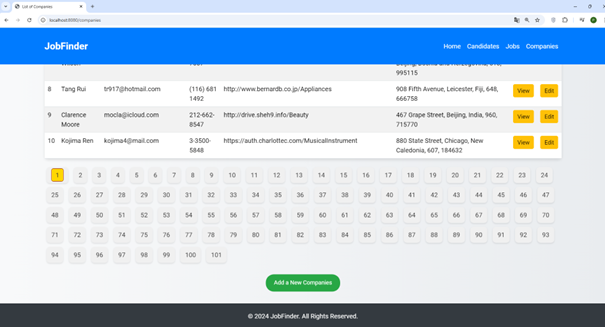 List of Companies
localhost:8080/companies
JobFinder
Home Candidates Jobs Companies
995115
8 Tang Rui tr917@hotmail.com (116) 681 http://www.bernardb.co.jp/Appliances 908 Fifth Avenue, Leicester, Fiji, 648, View Edit
1492 666758
9 Clarence mocla@icloud.com 212-662- http://drive.sheh9.info/Beauty 467 Grape Street, Beijing, India, 960, View Edit
Moore 8547 715770
10 Kojima Ren kojima4@mail.com 3-3500- https://auth.charlottec.com/MusicalInstrument 880 State Street, Chicago, New View Edit
5848 Caledonia, 607, 184632
1 2 3 4 5 6 7 8 9 10 11 12 13 14 15 16 17 18 19 20 21 22 23 24
25 26 27 28 29 30 31 32 33 34 35 36 37 38 39 40 41 42 43 44 45 46 47
48 49 50 51 52 53 54 55 56 57 58 59 60 61 62 63 64 65 66 67 68 69 70
71 72 73 74 75 76 77 78 79 80 81 82 83 84 85 86 87 88 89 90 91 92 93
94 95 96 97 98 99 100 101
Add a New Companies
© 2024 JobFinder. All Rights Reserved.